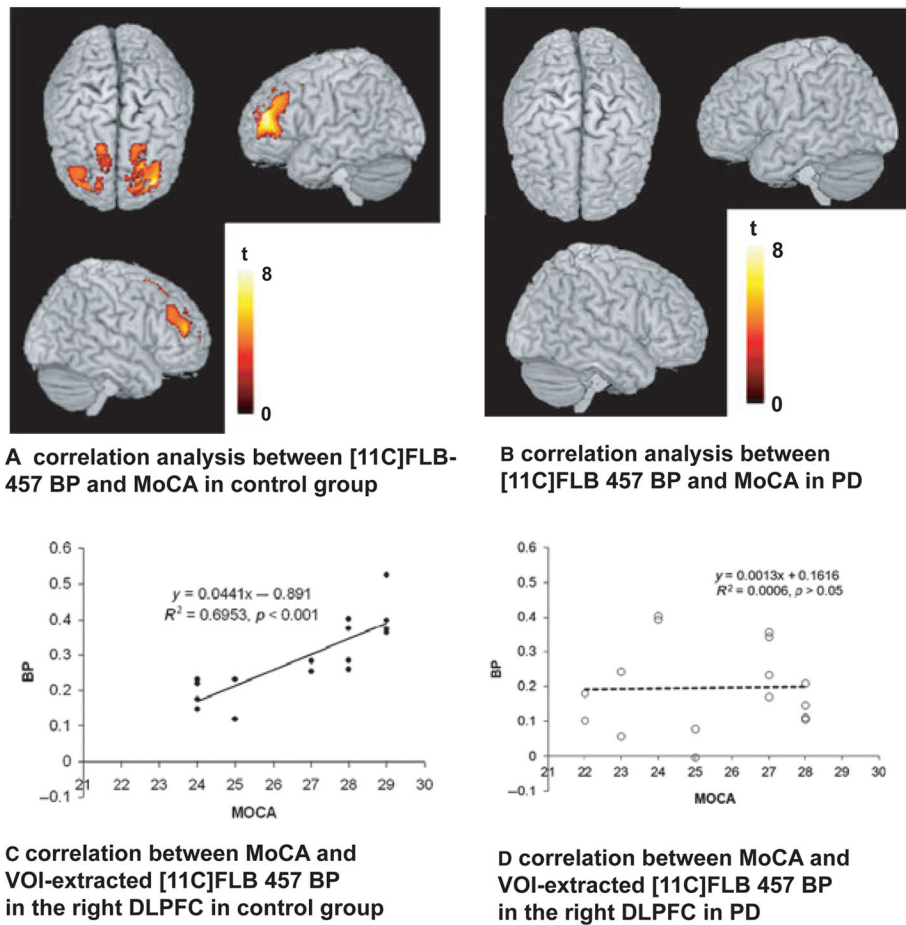 t
8
0
t
8
0
A correlation analysis between [11C]FLB-
457 BP and MoCA in control group
B correlation analysis between
[11C]FLB 457 BP and MoCA in PD
0.6
0.5
0.4
0.3
0.2
0.1
0
–0.1
BP
y = 0.0441x – 0.891
R² = 0.6953, p < 0.001
21 22 23 24 25 26 27 28 29 30
MOCA
0.6
0.5
0.4
0.3
0.2
0.1
0
–0.1
BP
y = 0.0013x + 0.1616
R² = 0.0006, p > 0.05
21 22 23 24 25 26 27 28 29 30
MOCA
C correlation between MoCA and
VOI-extracted [11C]FLB 457 BP
in the right DLPFC in control group
D correlation between MoCA and
VOI-extracted [11C]FLB 457 BP
in the right DLPFC in PD